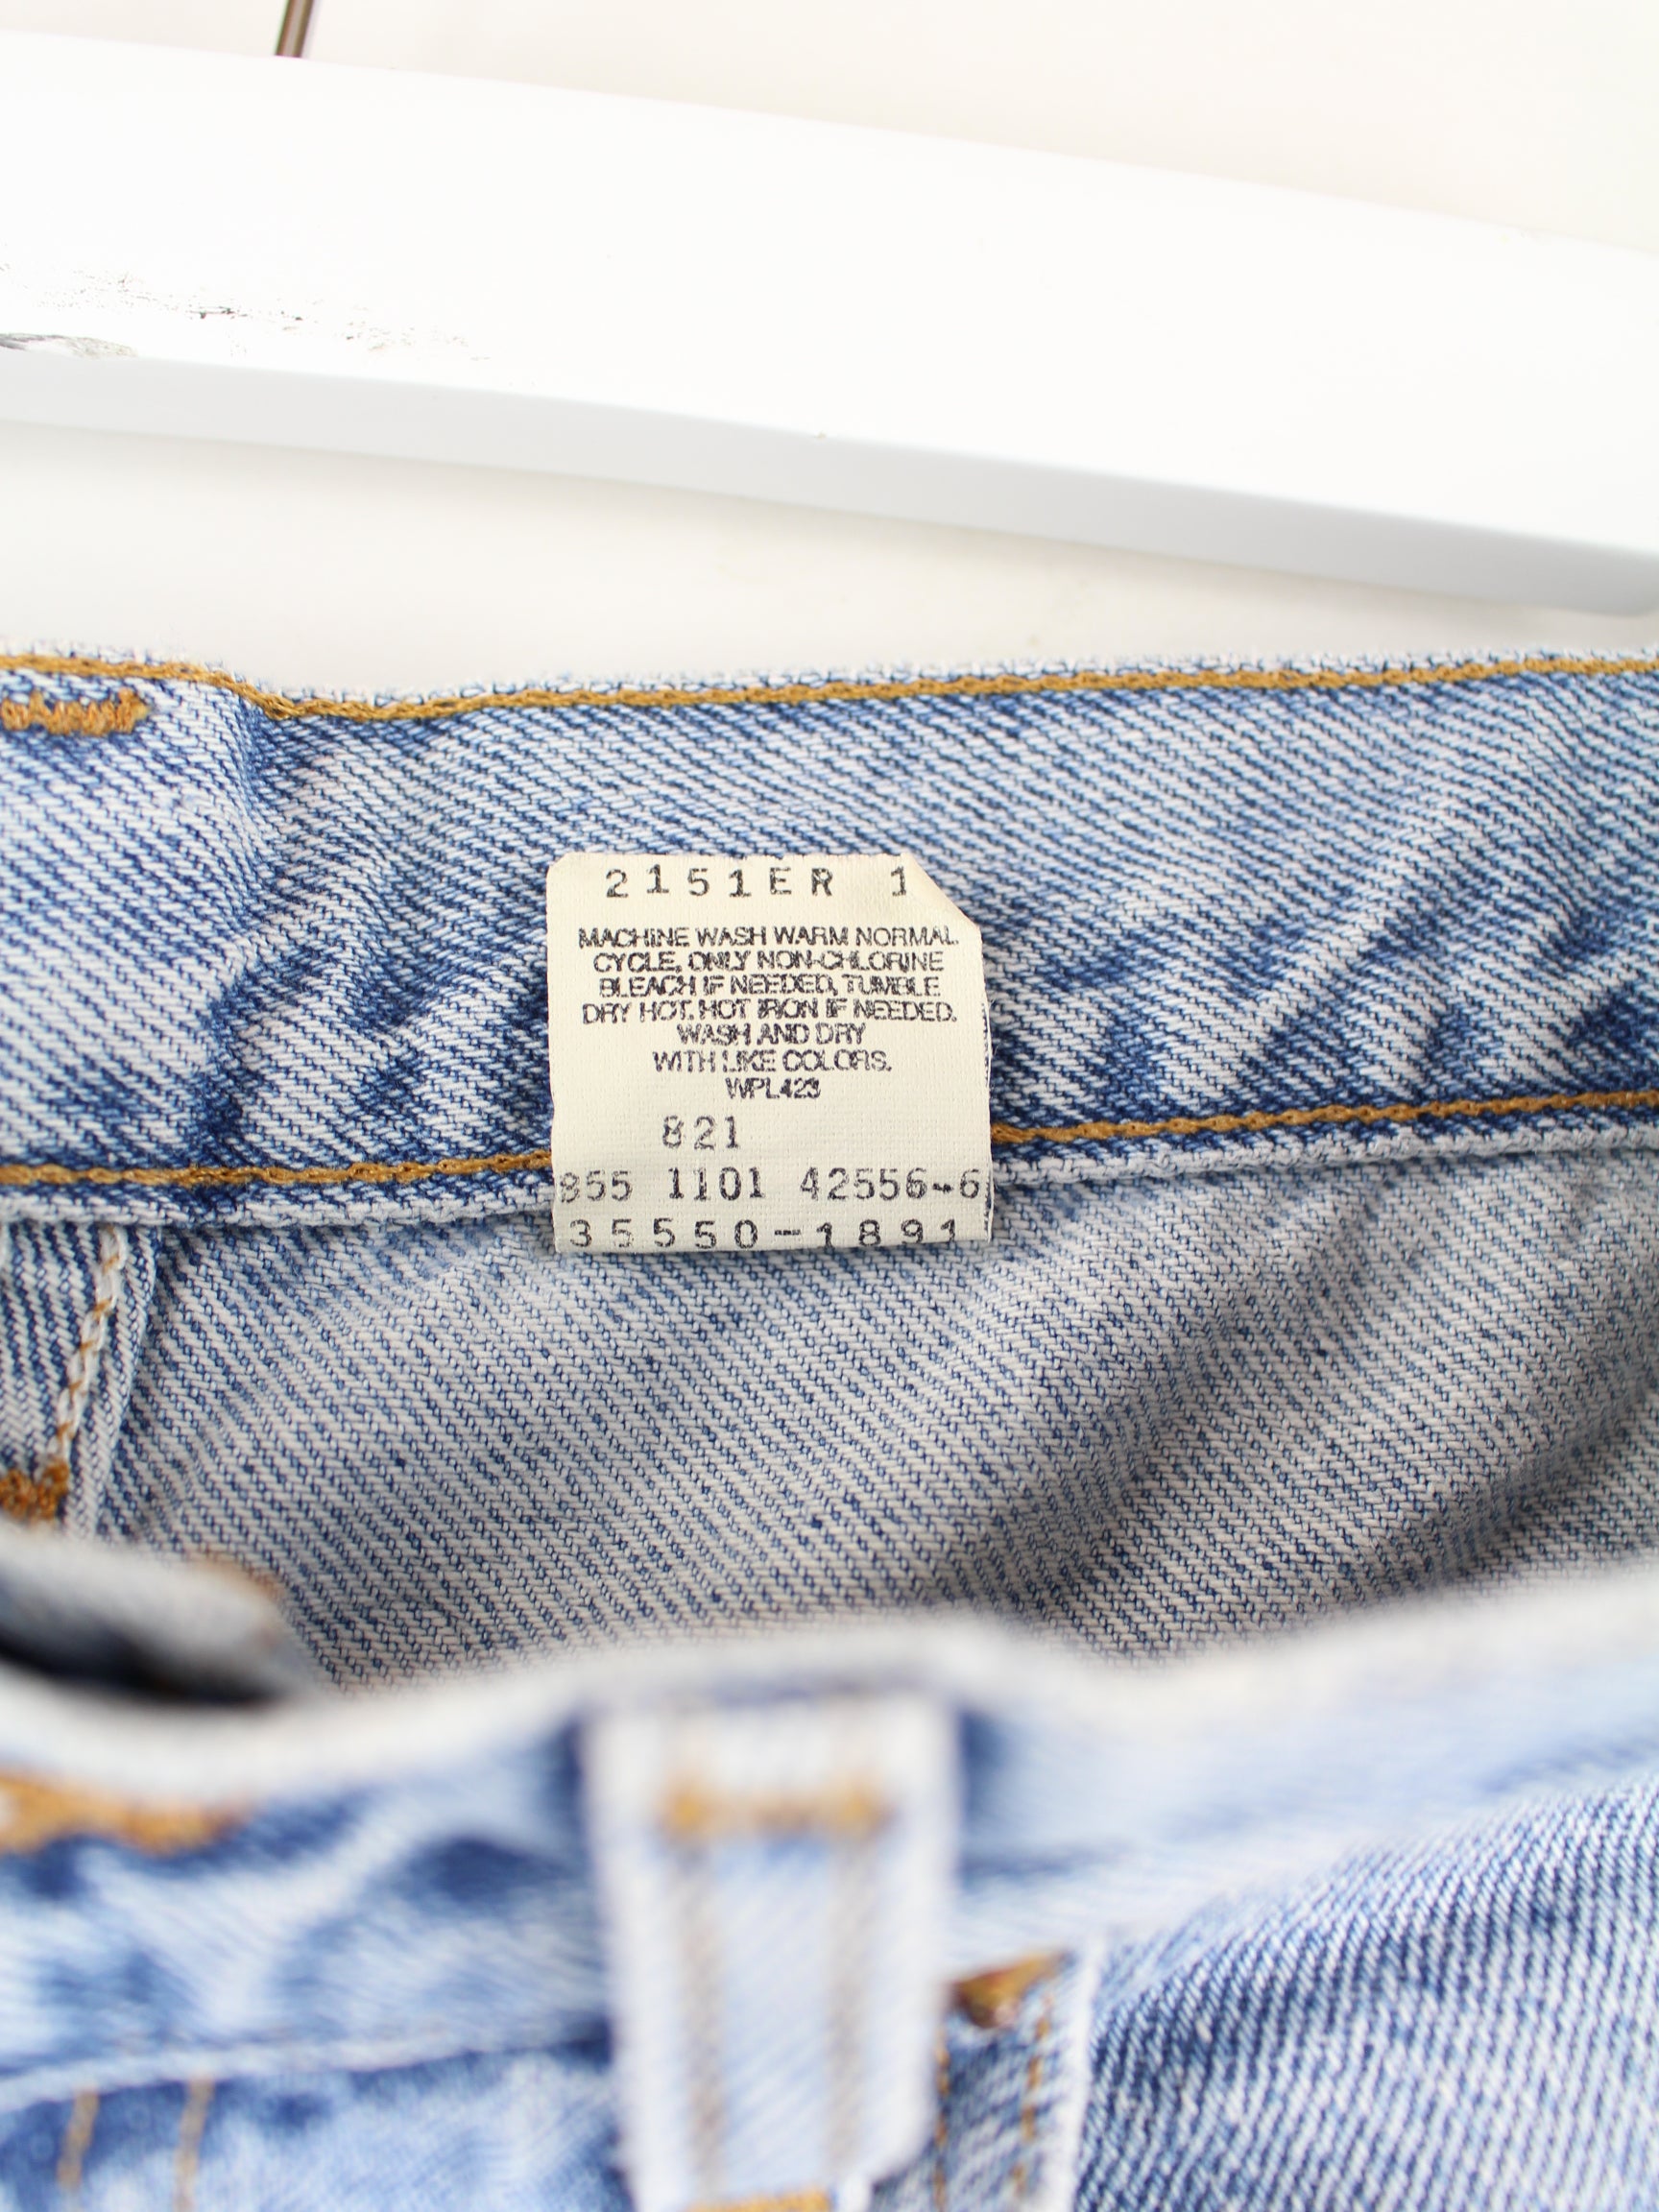 2151ER 1
MACHINE WASH WARM NORMAL
CYCLE, ONLY NON-CHLORINE
BLEACH IF NEEDED, TUMBLE
DRY HOT. HOT IRON IF NEEDED.
WASH AND DRY
WITH LIKE COLORS.
WPL423
821
855 1101 42556-6
35550-1891